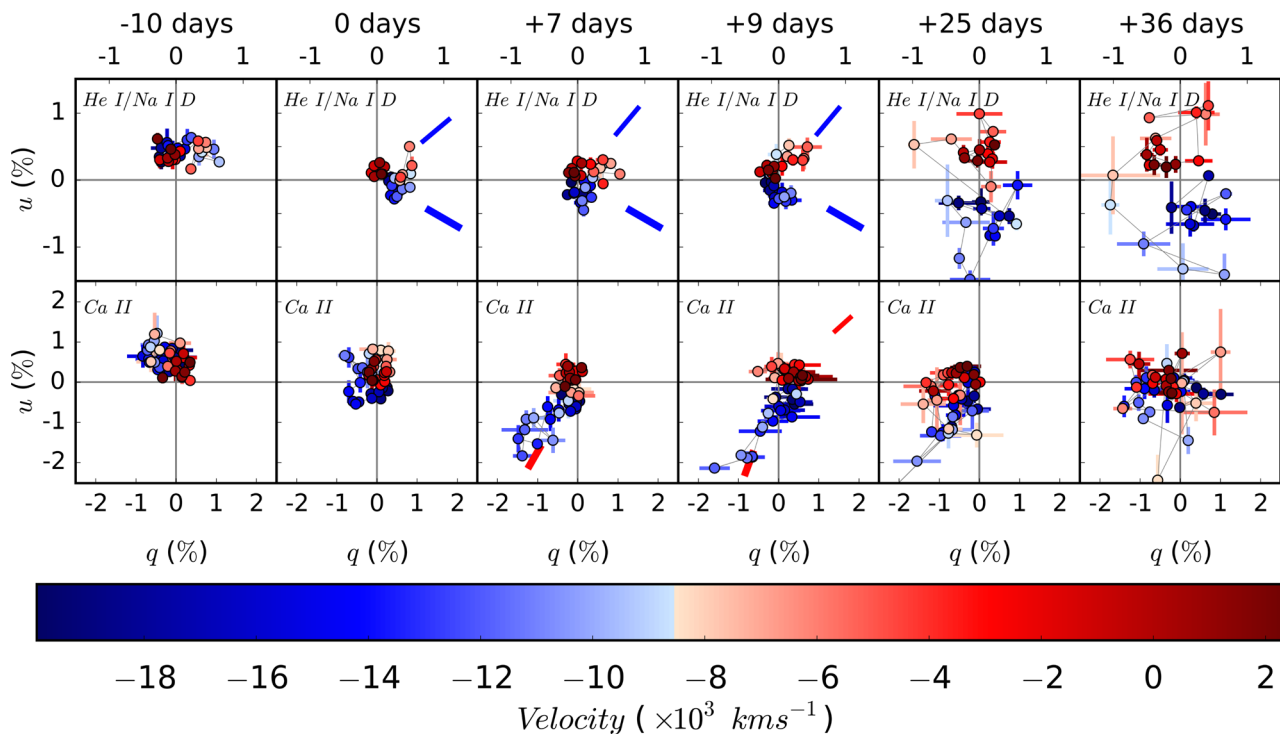 -10 days 0 days +7 days +9 days +25 days +36 days
-1 0 1 -1 0 1 -1 0 1 -1 0 1 -1 0 1 -1 0 1
He I/Na I D He I/Na I D He I/Na I D He I/Na I D He I/Na I D He I/Na I D
1
u (%)
0
-1
Ca II Ca II Ca II Ca II Ca II Ca II
2
1
u (%)
0
-1
-2
-2 -1 0 1 2 -2 -1 0 1 2 -2 -1 0 1 2 -2 -1 0 1 2 -2 -1 0 1 2 -2 -1 0 1 2
q (%) q (%) q (%) q (%) q (%) q (%)
−18 −16 −14 −12 −10 −8 −6 −4 −2 0 2
Velocity ( ×10³ kms⁻¹)